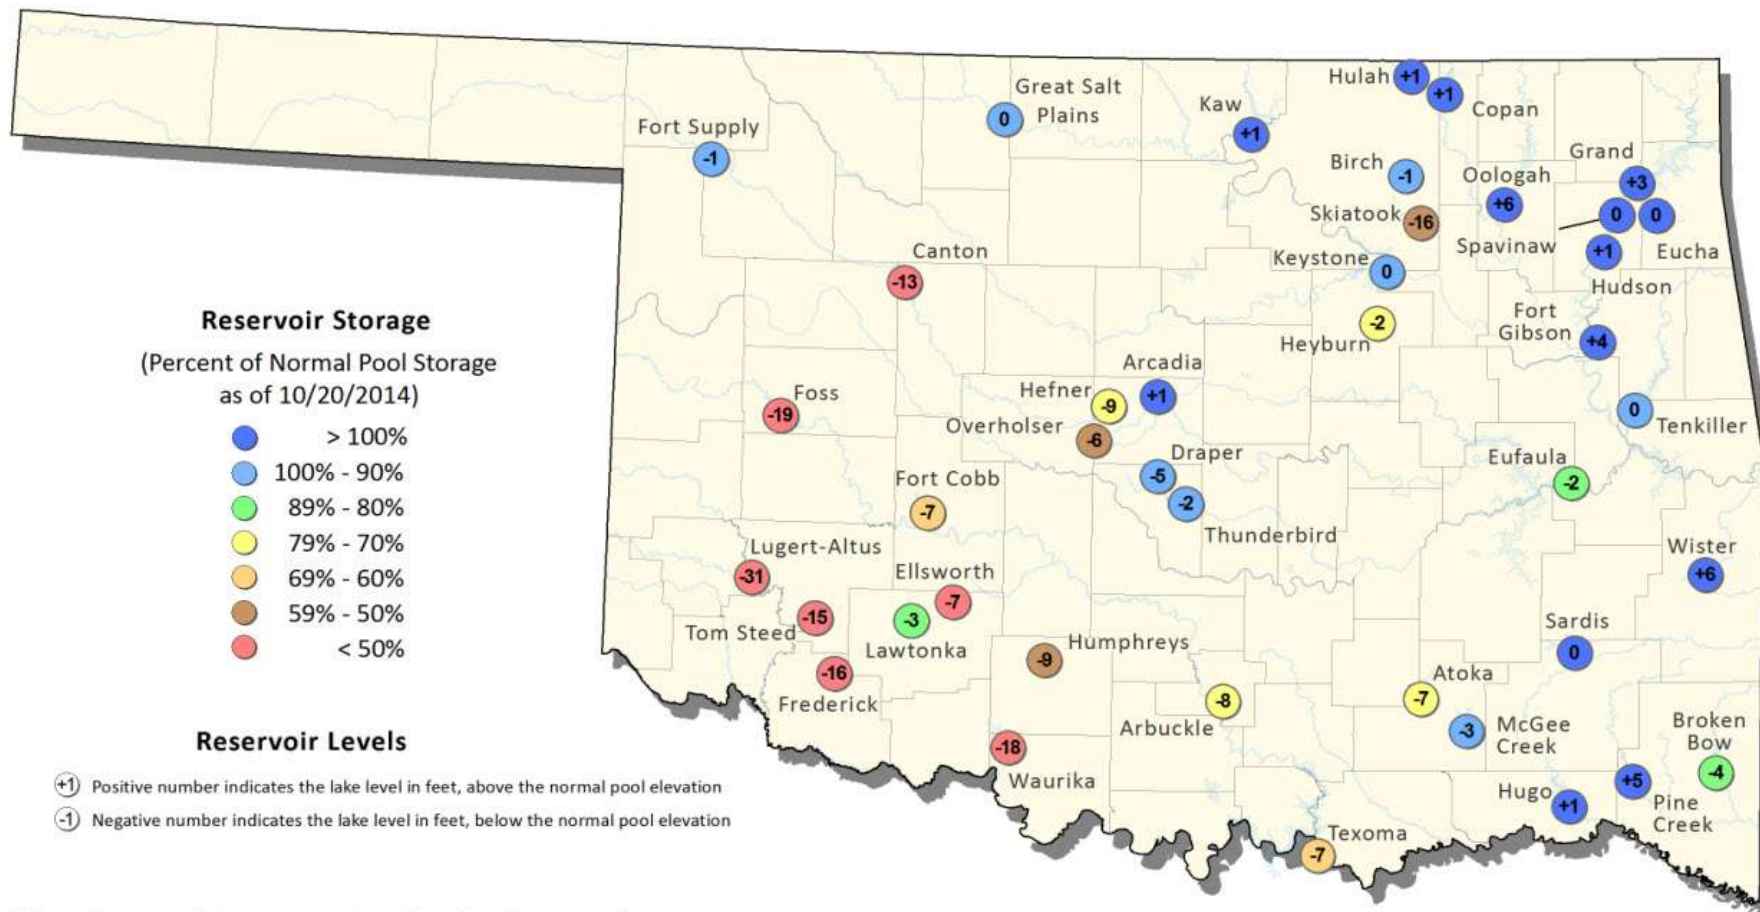 Hulah
+1
+1
Copan
Great Salt
Plains
0
Kaw
+1
Fort Supply
-1
Grand
+3
Birch
-1
Oologah
+6
Skiatook
-16
0
0
Spavinaw
Eucha
+1
Hudson
Canton
-13
Keystone
0
Heyburn
-2
Fort
Gibson
+4
Arcadia
+1
Hefner
-9
Overholser
-6
Foss
-19
0
Tenkiller
Draper
-5
-2
Thunderbird
Eufaula
-2
Fort Cobb
-7
Lugert-Altus
-31
Ellsworth
-7
Wister
+6
Tom Steed
-15
-3
Lawtonka
Sardis
0
Humphreys
-9
-16
Frederick
Atoka
-7
Arbuckle
-8
-3
McGee
Creek
Broken
Bow
-4
-18
Waurika
Hugo
+1
+5
Pine
Creek
Texoma
-7
Reservoir Storage
(Percent of Normal Pool Storage
as of 10/20/2014)
> 100%
100% - 90%
89% - 80%
79% - 70%
69% - 60%
59% - 50%
< 50%
Reservoir Levels
+1 Positive number indicates the lake level in feet, above the normal pool elevation
-1 Negative number indicates the lake level in feet, below the normal pool elevation